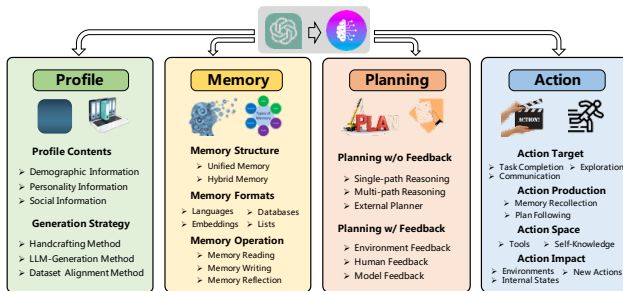 Profile
Profile Contents
➢ Demographic Information
➢ Personality Information
➢ Social Information
Generation Strategy
➢ Handcrafting Method
➢ LLM-Generation Method
➢ Dataset Alignment Method
Memory
Types of Memory
Memory Structure
➢ Unified Memory
➢ Hybrid Memory
Memory Formats
➢ Languages ➢ Databases
➢ Embeddings ➢ Lists
Memory Operation
➢ Memory Reading
➢ Memory Writing
➢ Memory Reflection
Planning
PLAN
Planning w/o Feedback
➢ Single-path Reasoning
➢ Multi-path Reasoning
➢ External Planner
Planning w/ Feedback
➢ Environment Feedback
➢ Human Feedback
➢ Model Feedback
Action
ACTION!
Action Target
➢ Task Completion ➢ Exploration
➢ Communication
Action Production
➢ Memory Recollection
➢ Plan Following
Action Space
➢ Tools ➢ Self-Knowledge
Action Impact
➢ Environments ➢ New Actions
➢ Internal States